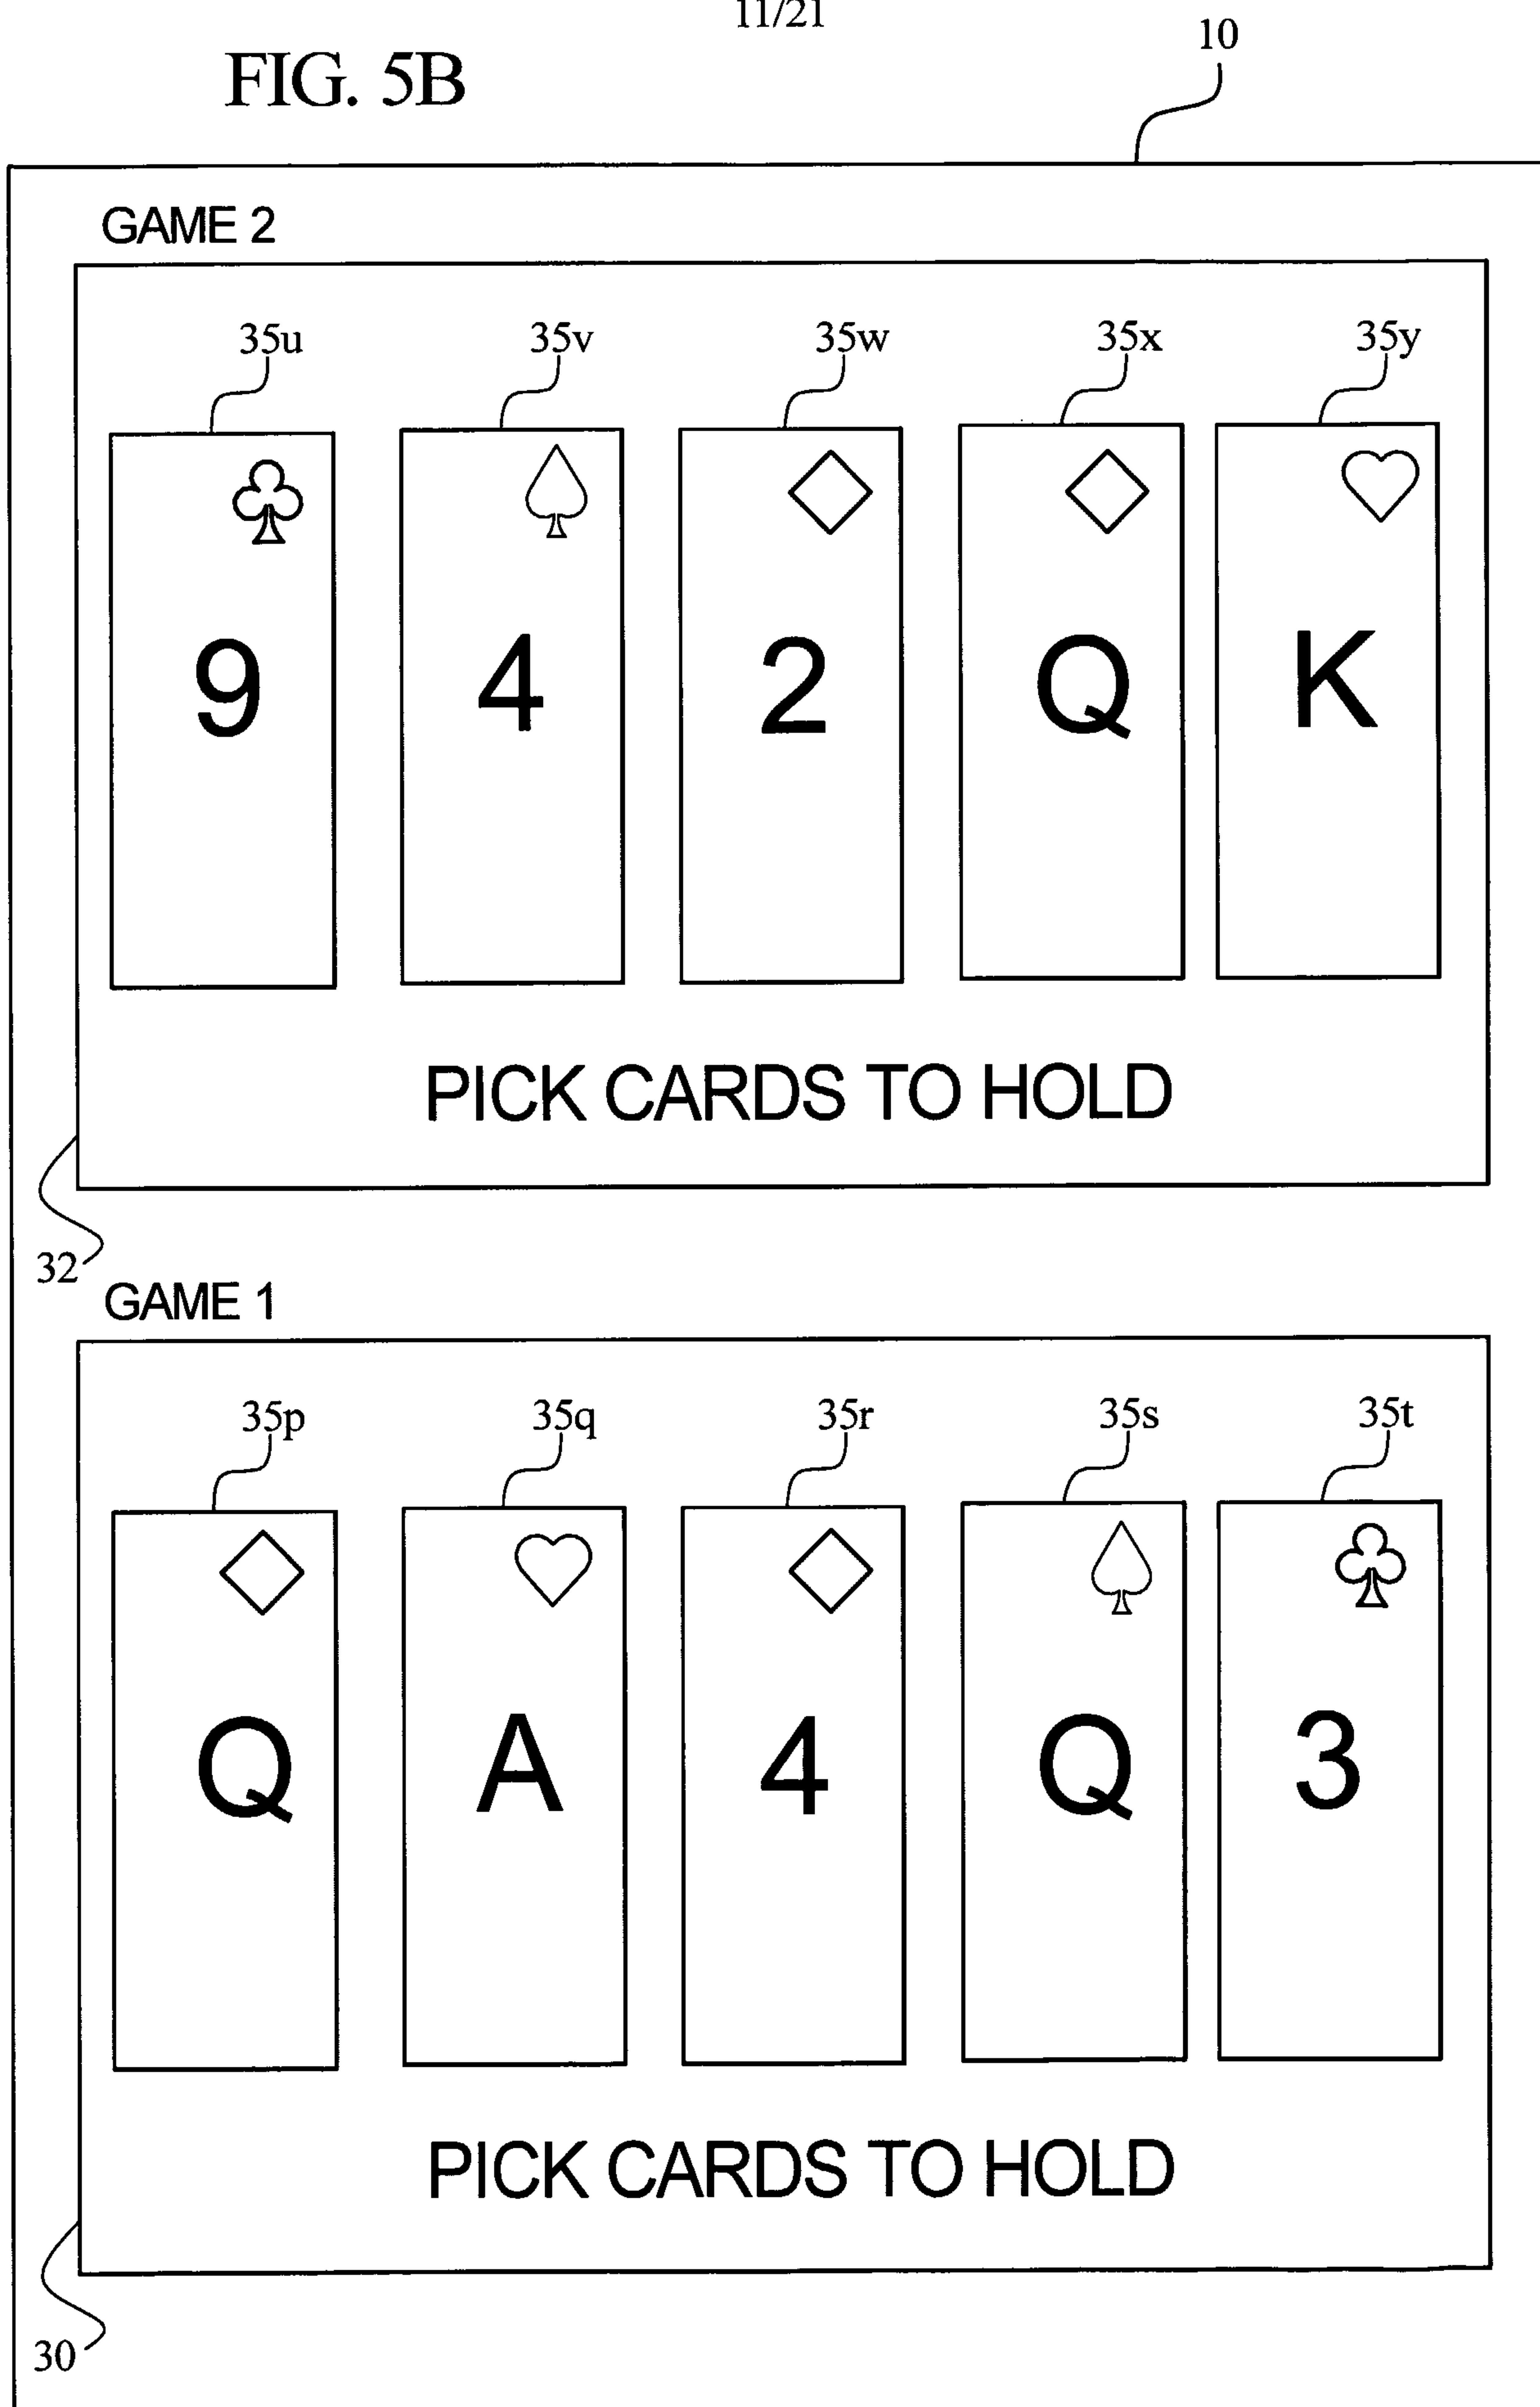 11/21
FIG. 5B
10
GAME 2
35u 35v 35w 35x 35y
9 4 2 Q K
PICK CARDS TO HOLD
32
GAME 1
35p 35q 35r 35s 35t
Q A 4 Q 3
PICK CARDS TO HOLD
30